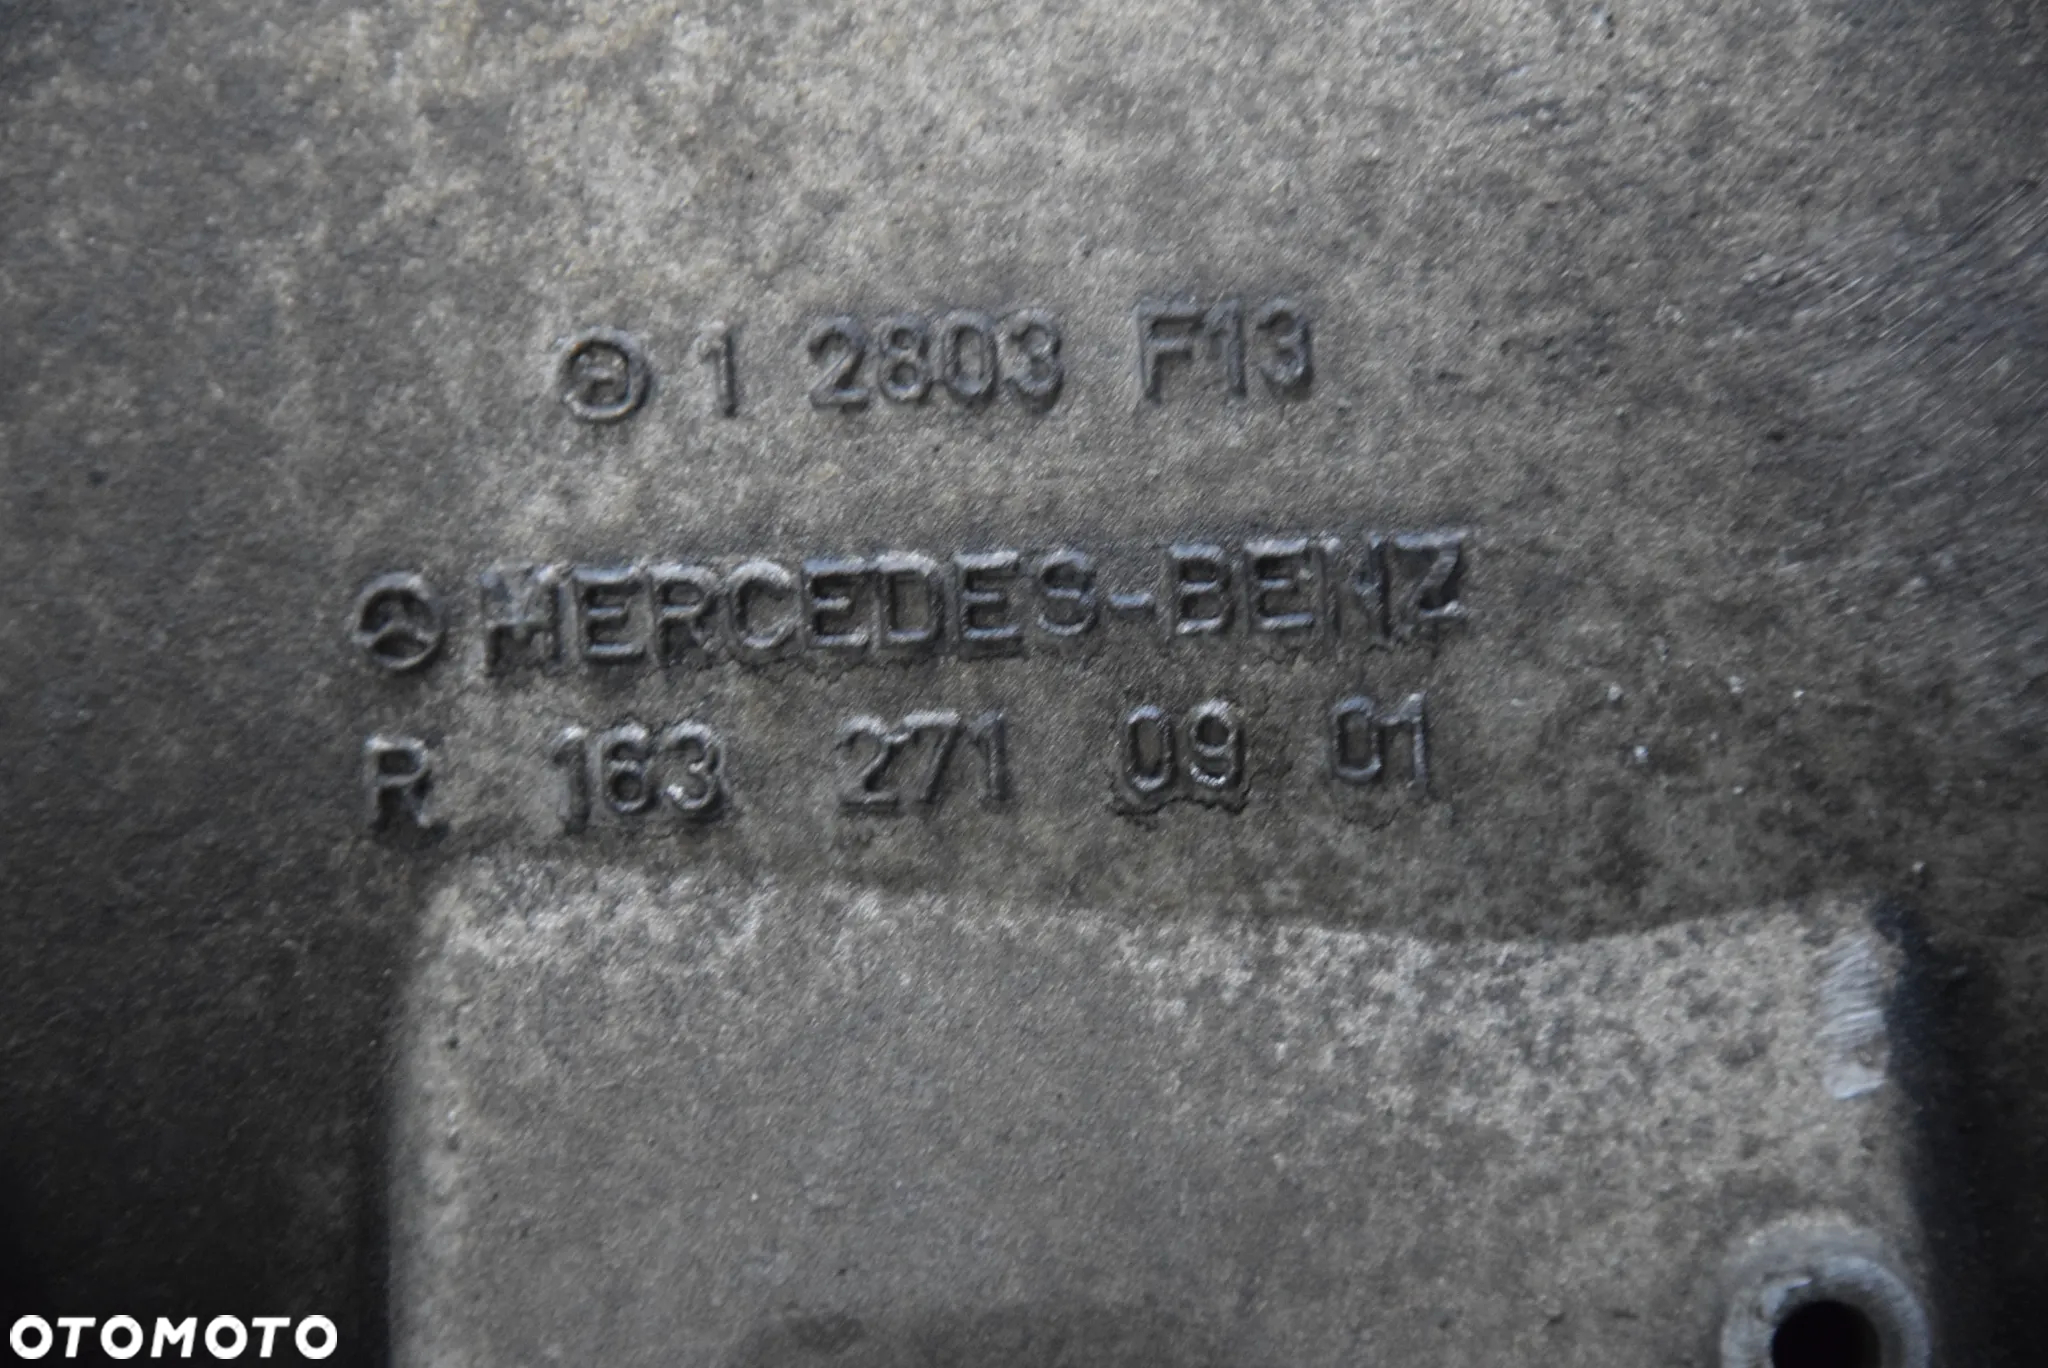 1 2803 F13
MERCEDES-BENZ
R 163 271 09 01
OTOMOTO